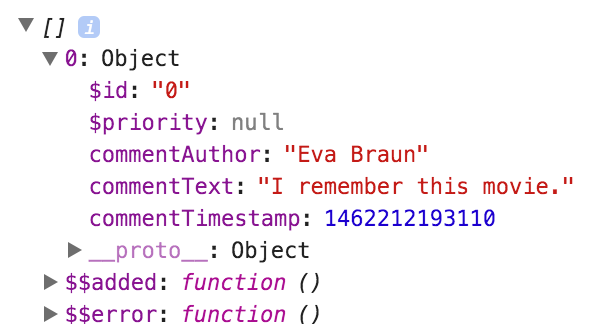 [] i
0: Object
$id: "0"
$priority: null
commentAuthor: "Eva Braun"
commentText: "I remember this movie."
commentTimestamp: 1462212193110
__proto__: Object
$$added: function ()
$$error: function ()